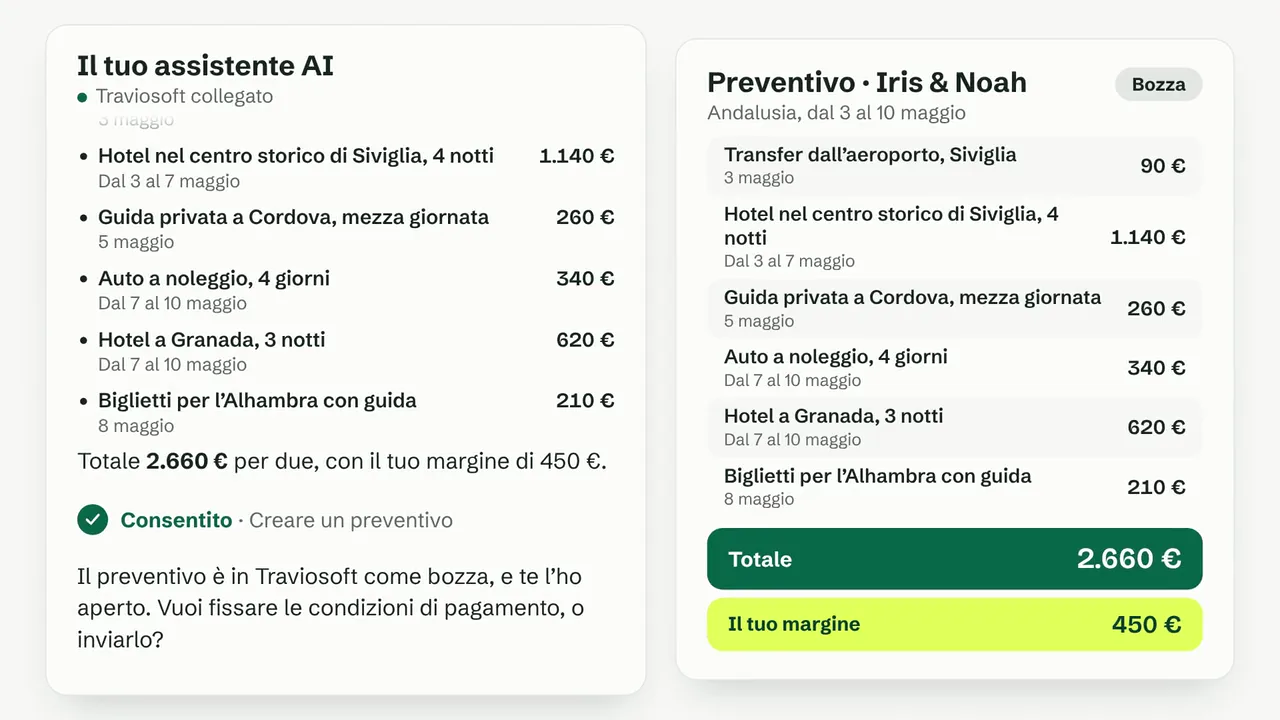 Il tuo assistente AI
Traviosoft collegato
3 maggio
Hotel nel centro storico di Siviglia, 4 notti 1.140 €
Dal 3 al 7 maggio
Guida privata a Cordova, mezza giornata 260 €
5 maggio
Auto a noleggio, 4 giorni 340 €
Dal 7 al 10 maggio
Hotel a Granada, 3 notti 620 €
Dal 7 al 10 maggio
Biglietti per l’Alhambra con guida 210 €
8 maggio
Totale 2.660 € per due, con il tuo margine di 450 €.
Consentito · Creare un preventivo
Il preventivo è in Traviosoft come bozza, e te l’ho
aperto. Vuoi fissare le condizioni di pagamento, o
inviarlo?
Preventivo · Iris & Noah Bozza
Andalusia, dal 3 al 10 maggio
Transfer dall’aeroporto, Siviglia 90 €
3 maggio
Hotel nel centro storico di Siviglia, 4
notti 1.140 €
Dal 3 al 7 maggio
Guida privata a Cordova, mezza giornata 260 €
5 maggio
Auto a noleggio, 4 giorni 340 €
Dal 7 al 10 maggio
Hotel a Granada, 3 notti 620 €
Dal 7 al 10 maggio
Biglietti per l’Alhambra con guida 210 €
8 maggio
Totale 2.660 €
Il tuo margine 450 €